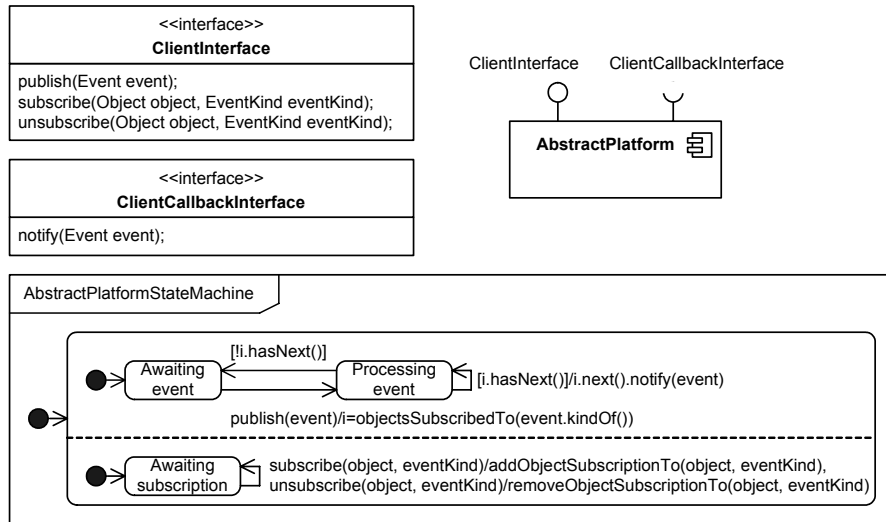 <<interface>>
ClientInterface
publish(Event event);
subscribe(Object object, EventKind eventKind);
unsubscribe(Object object, EventKind eventKind);
ClientInterface
ClientCallbackInterface
AbstractPlatform
<<interface>>
ClientCallbackInterface
notify(Event event);
AbstractPlatformStateMachine
[!i.hasNext()]
Awaiting
event
Processing
event
[i.hasNext()]/i.next().notify(event)
publish(event)/i=objectsSubscribedTo(event.kindOf())
Awaiting
subscription
subscribe(object, eventKind)/addObjectSubscriptionTo(object, eventKind),
unsubscribe(object, eventKind)/removeObjectSubscriptionTo(object, eventKind)